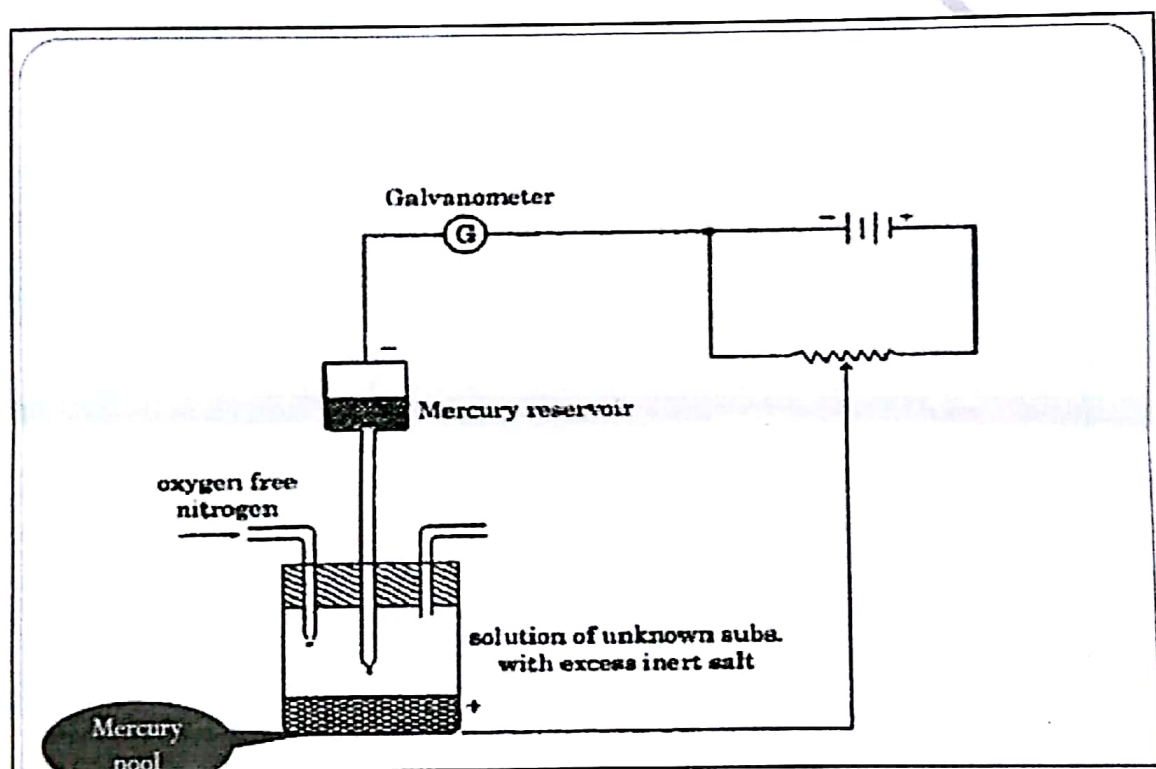 Galvanometer
G
− +
−
Mercury reservoir
oxygen free
nitrogen
solution of unknown subs.
with excess inert salt
+
Mercury
pool